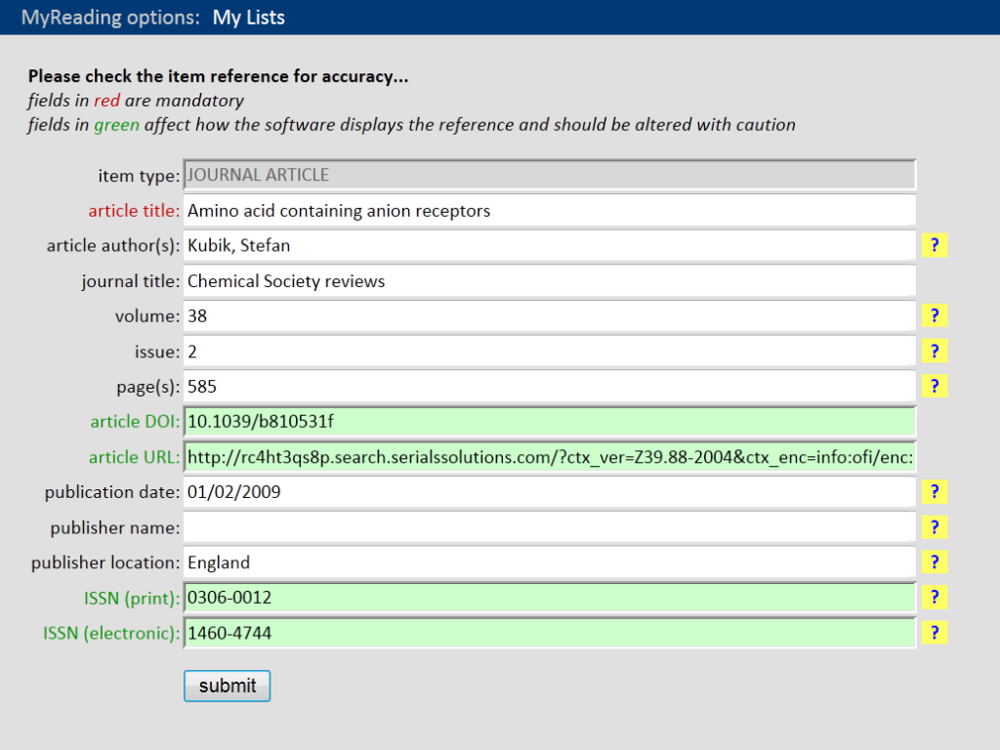 MyReading options: My Lists
Please check the item reference for accuracy...
fields in red are mandatory
fields in green affect how the software displays the reference and should be altered with caution
item type: JOURNAL ARTICLE
article title: Amino acid containing anion receptors
article author(s): Kubik, Stefan ?
journal title: Chemical Society reviews
volume: 38 ?
issue: 2 ?
page(s): 585 ?
article DOI: 10.1039/b810531f
article URL: http://rc4ht3qs8p.search.serialssolutions.com/?ctx_ver=Z39.88-2004&ctx_enc=info:ofi/enc:
publication date: 01/02/2009 ?
publisher name: ?
publisher location: England ?
ISSN (print): 0306-0012 ?
ISSN (electronic): 1460-4744 ?
submit